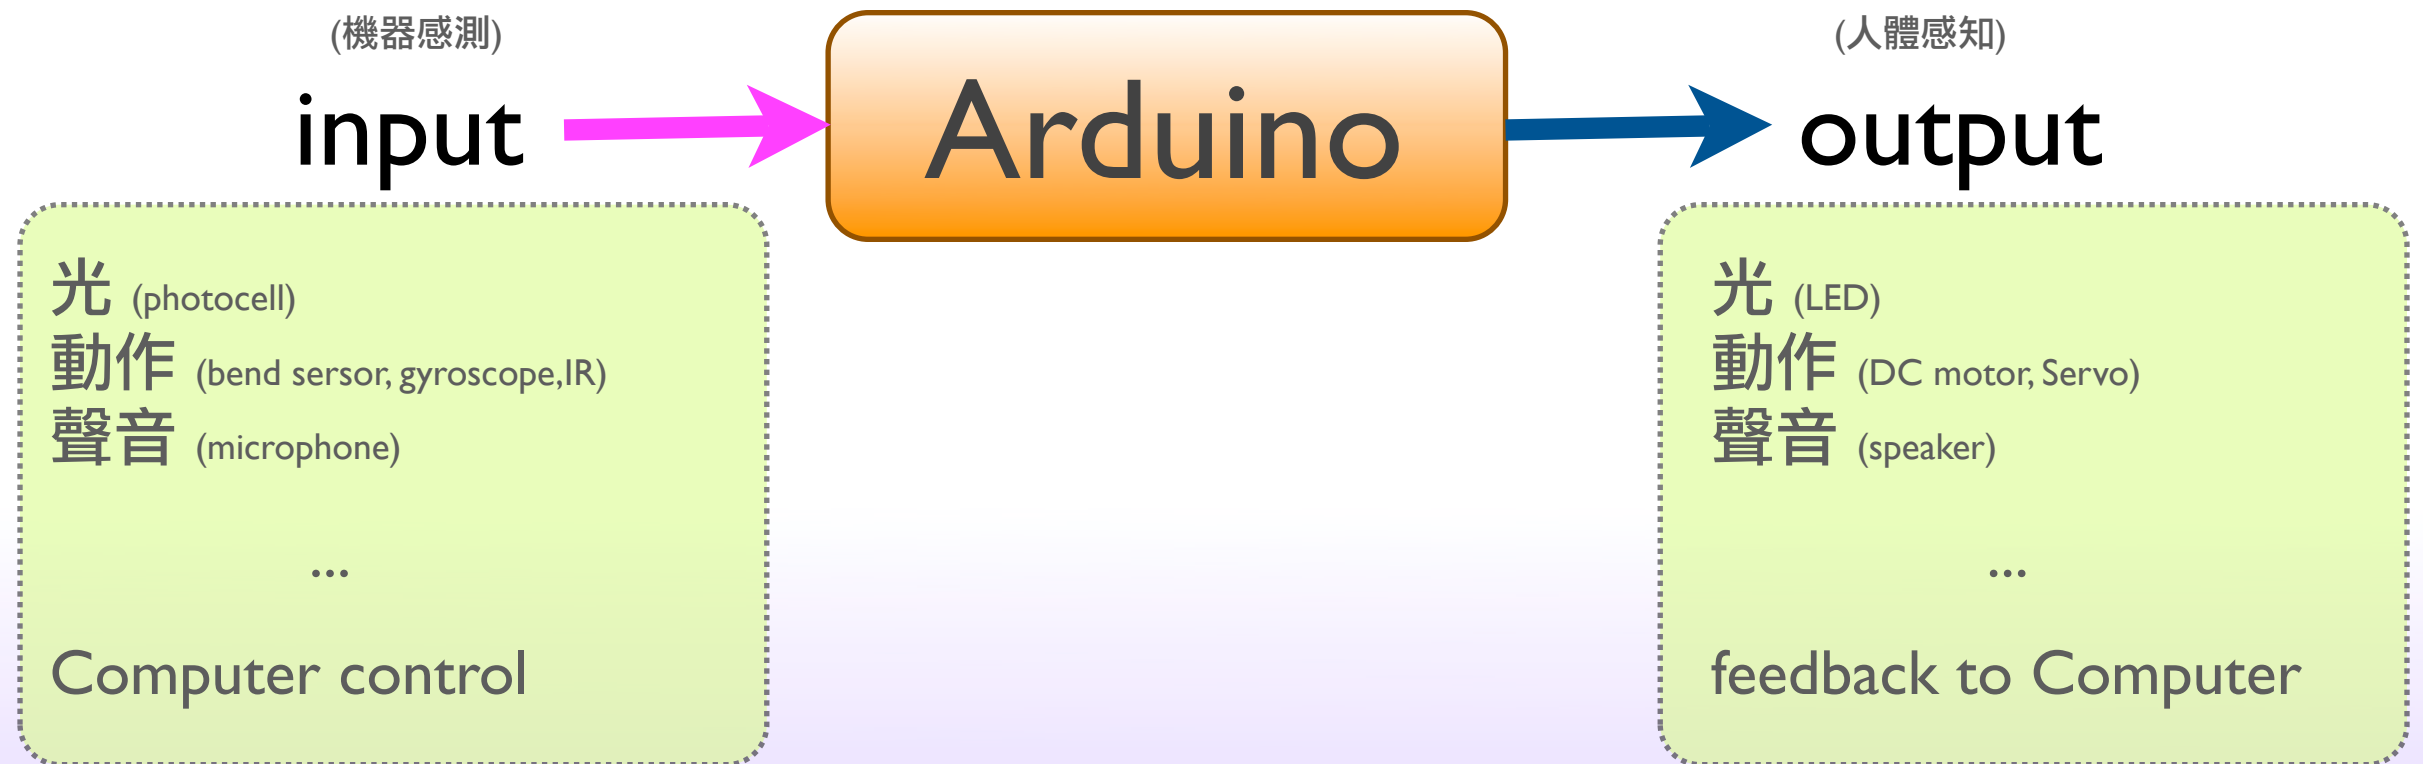 (機器感測)
input
光 (photocell)
動作 (bend sersor, gyroscope,IR)
聲音 (microphone)
...
Computer control
Arduino
(人體感知)
output
光 (LED)
動作 (DC motor, Servo)
聲音 (speaker)
...
feedback to Computer